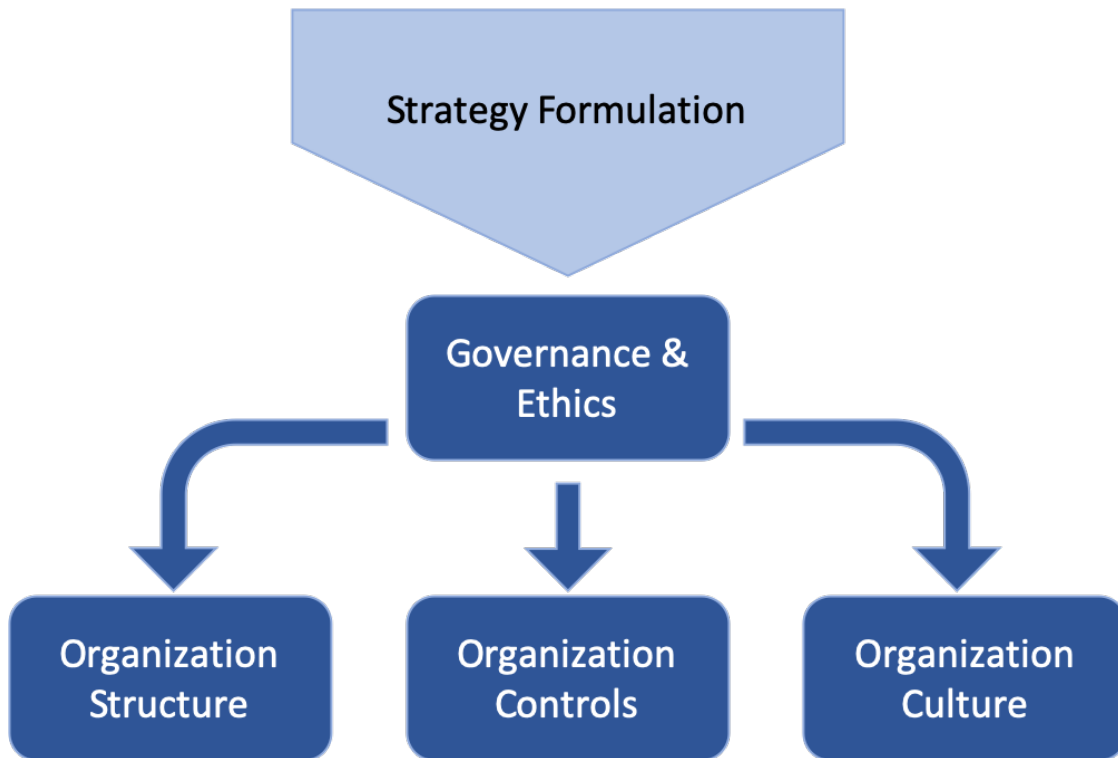 Strategy Formulation
Governance &
Ethics
Organization
Structure
Organization
Controls
Organization
Culture